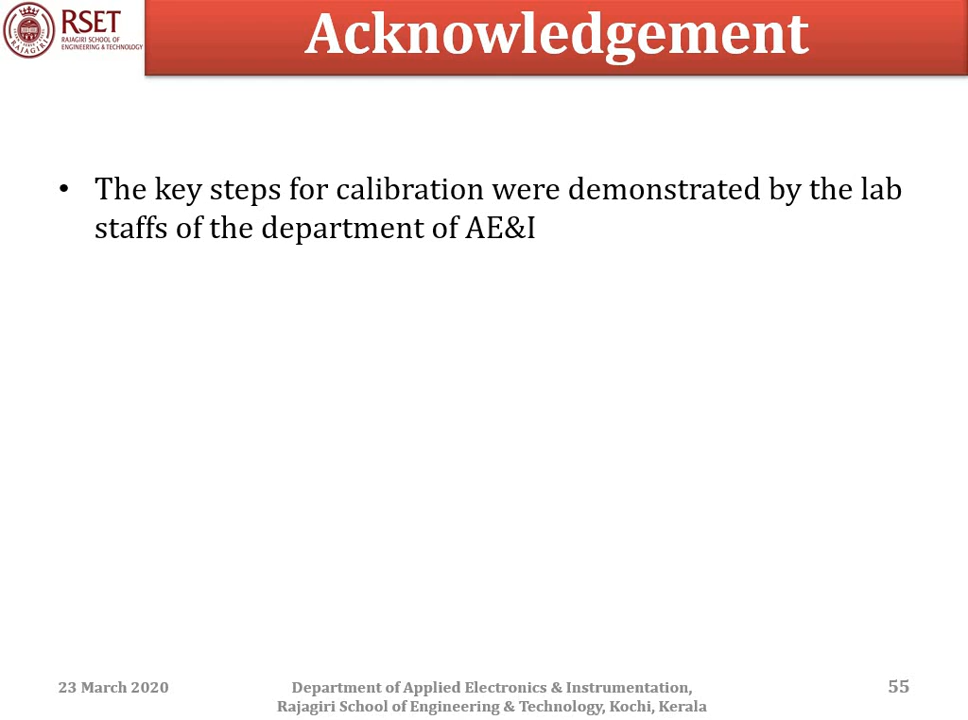 RSET
RAJAGIRI SCHOOL OF
ENGINEERING & TECHNOLOGY
RAJAGIRI
Acknowledgement
• The key steps for calibration were demonstrated by the lab
staffs of the department of AE&I
23 March 2020
Department of Applied Electronics & Instrumentation,
Rajagiri School of Engineering & Technology, Kochi, Kerala
55